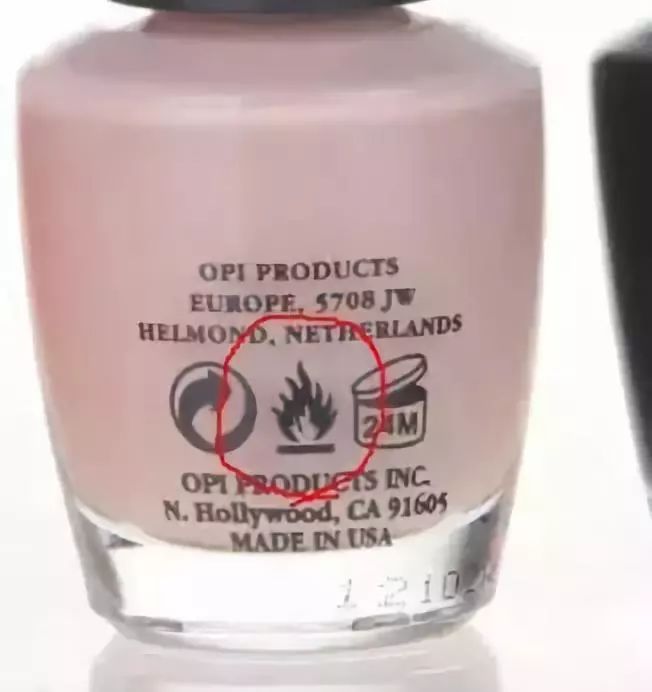 OPI PRODUCTS
EUROPE, 5708 JW
HELMOND, NETHERLANDS
24M
OPI PRODUCTS INC.
N. Hollywood, CA 91605
MADE IN USA